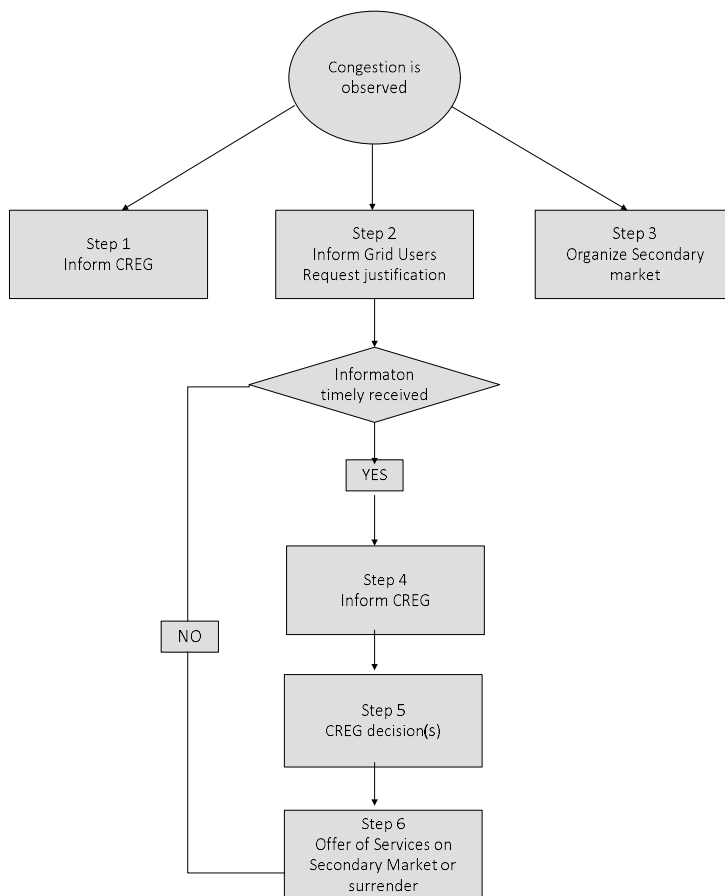 Congestion is
observed
Step 1
Inform CREG
Step 2
Inform Grid Users
Request justification
Step 3
Organize Secondary
market
Informaton
timely received
YES
Step 4
Inform CREG
NO
Step 5
CREG decision(s)
Step 6
Offer of Services on
Secondary Market or
surrender